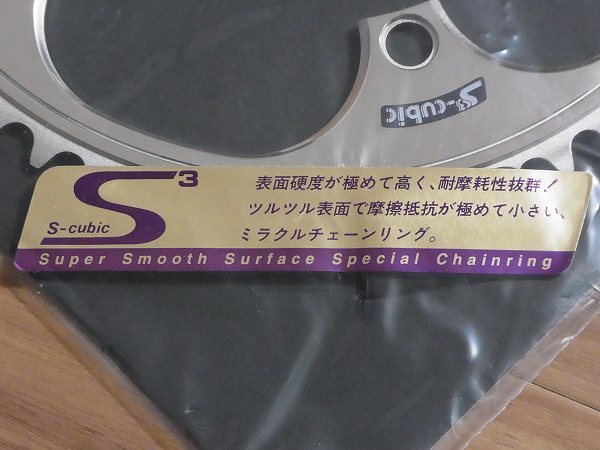 S-cubic
S3
S-cubic
表面硬度が極めて高く、耐摩耗性抜群!
ツルツル表面で摩擦抵抗が極めて小さい、
ミラクルチェーンリング。
Super Smooth Surface Special Chainring